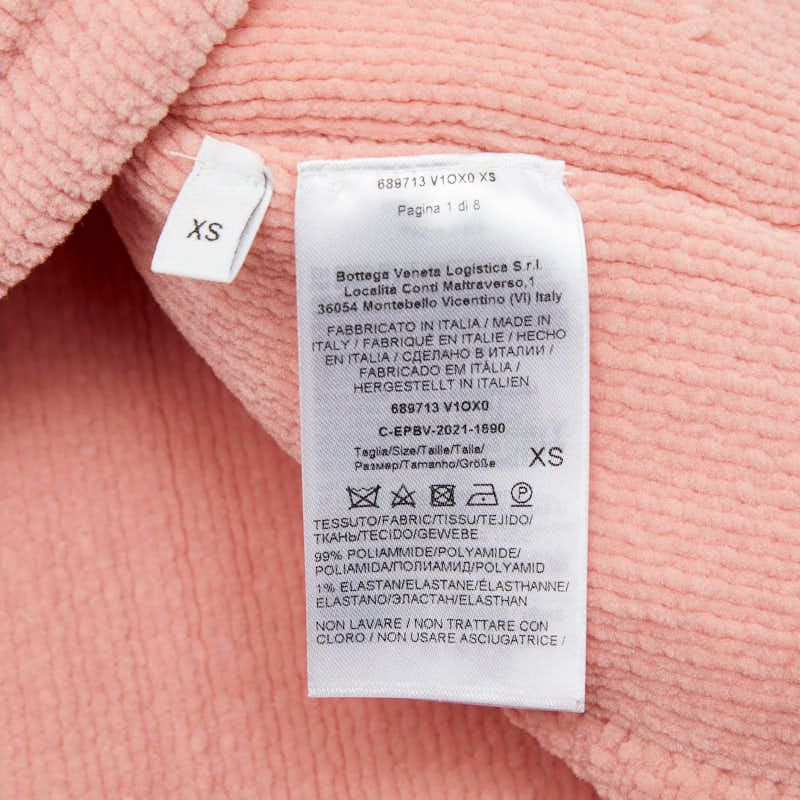 XS
689713 V1OX0 XS
Pagina 1 di 8
Bottega Veneta Logistica S.r.l.
Localita Conti Maltraverso,1
36054 Montebello Vicentino (VI) Italy
FABBRICATO IN ITALIA / MADE IN
ITALY / FABRIQUÉ EN ITALIE / HECHO
EN ITALIA / СДЕЛАНО В ИТАЛИИ /
FABRICADO EM ITÀLIA /
HERGESTELLT IN ITALIEN
689713 V1OX0
C-EPBV-2021-1690
Taglia/Size/Taille/Talla/
Размер/Tamanho/Größe XS
P
TESSUTO/FABRIC/TISSU/TEJIDO/
ТКАНЬ/TECIDO/GEWEBE
99% POLIAMMIDE/POLYAMIDE/
POLIAMIDA/ПОЛИАМИД/POLYAMID
1% ELASTAN/ELASTANE/ÉLASTHANNE/
ELASTANO/ЭЛАСТАН/ELASTHAN
NON LAVARE / NON TRATTARE CON
CLORO / NON USARE ASCIUGATRICE /